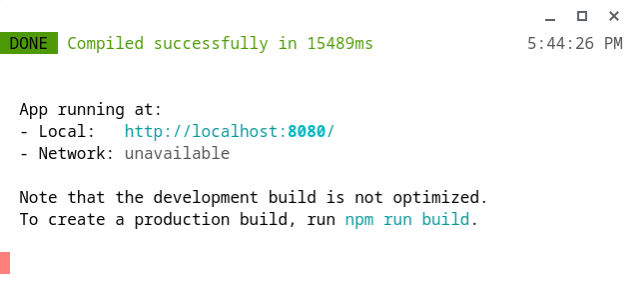 DONE Compiled successfully in 15489ms 5:44:26 PM
App running at:
- Local: http://localhost:8080/
- Network: unavailable
Note that the development build is not optimized.
To create a production build, run npm run build.